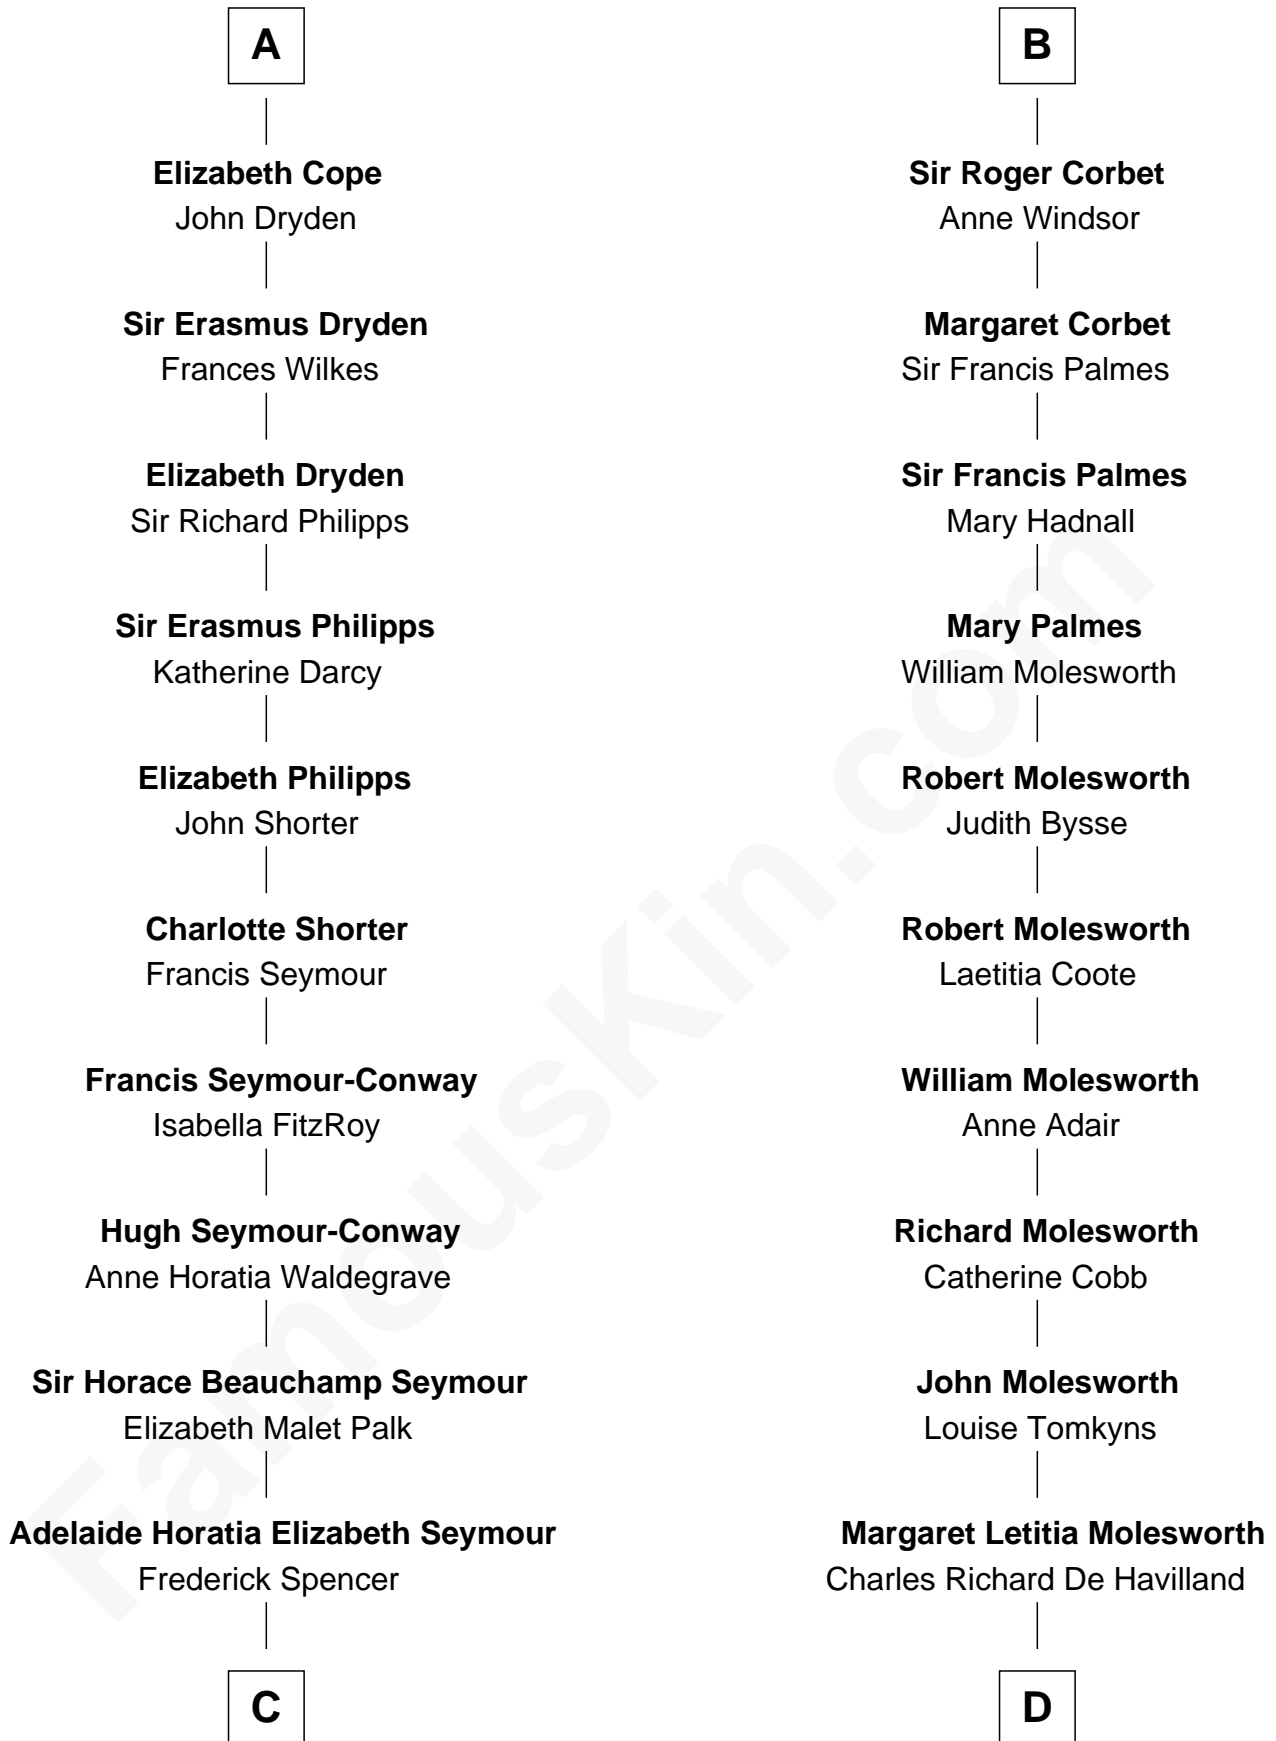 A
Elizabeth Cope
John Dryden
Sir Erasmus Dryden
Frances Wilkes
Elizabeth Dryden
Sir Richard Philipps
Sir Erasmus Philipps
Katherine Darcy
Elizabeth Philipps
John Shorter
Charlotte Shorter
Francis Seymour
Francis Seymour-Conway
Isabella FitzRoy
Hugh Seymour-Conway
Anne Horatia Waldegrave
Sir Horace Beauchamp Seymour
Elizabeth Malet Palk
Adelaide Horatia Elizabeth Seymour
Frederick Spencer
C
B
Sir Roger Corbet
Anne Windsor
Margaret Corbet
Sir Francis Palmes
Sir Francis Palmes
Mary Hadnall
Mary Palmes
William Molesworth
Robert Molesworth
Judith Bysse
Robert Molesworth
Laetitia Coote
William Molesworth
Anne Adair
Richard Molesworth
Catherine Cobb
John Molesworth
Louise Tomkyns
Margaret Letitia Molesworth
Charles Richard De Havilland
D
FamousKin.com